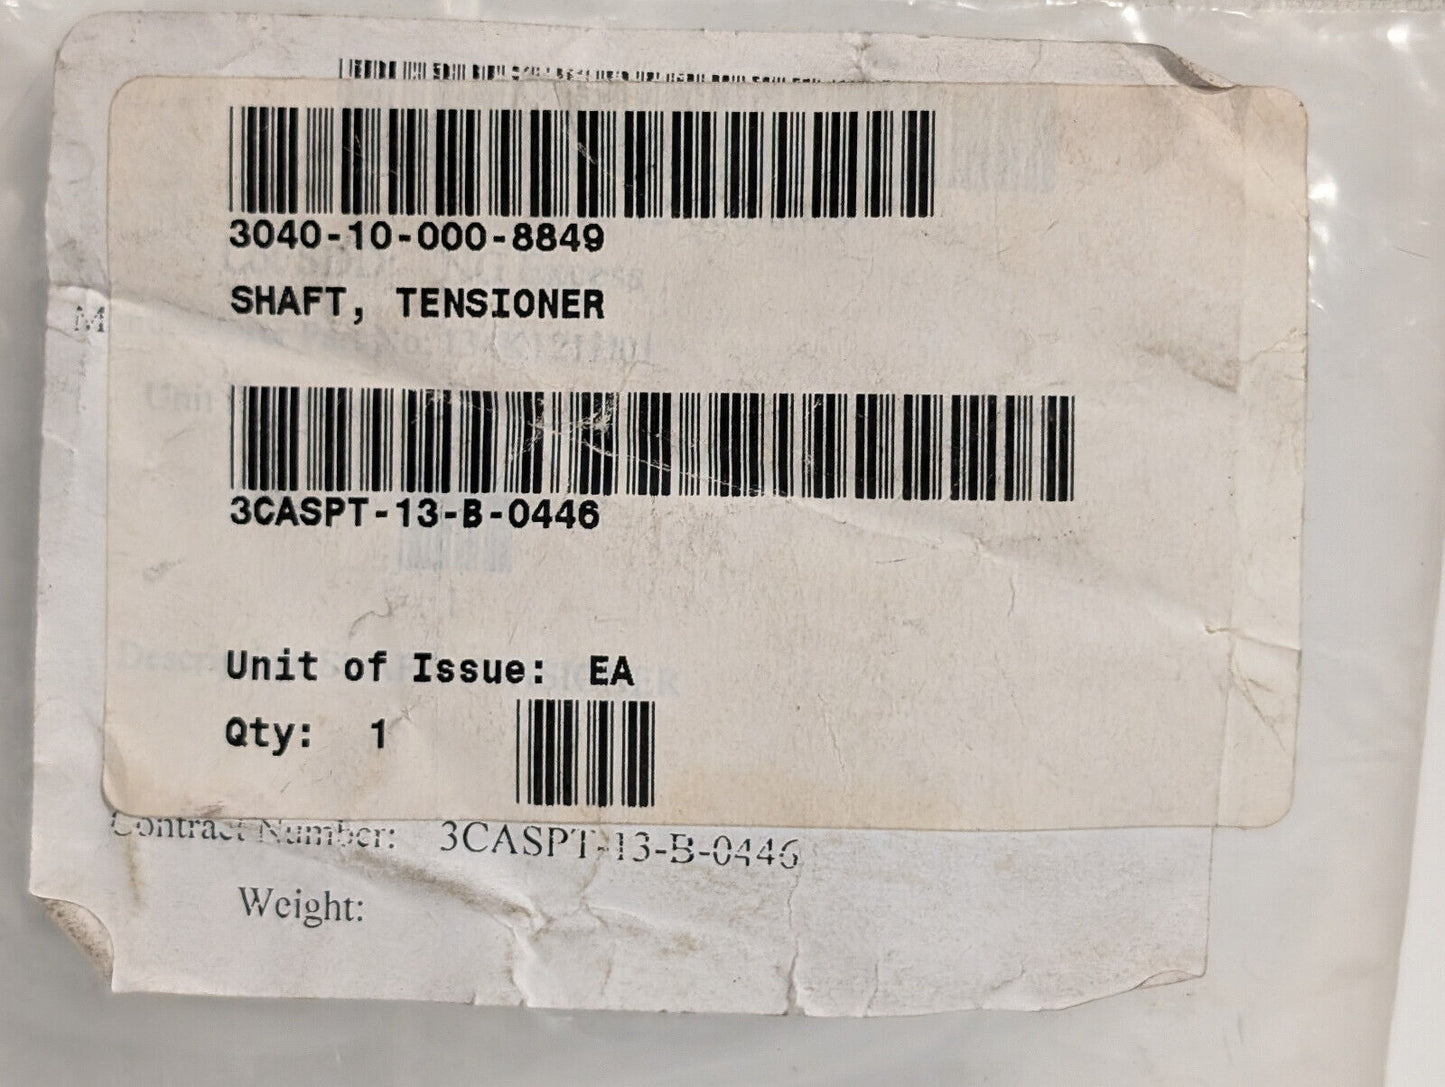 3040-10-000-8849
SHAFT, TENSIONER
M
Unit
3CASPT-13-B-0446
Unit of Issue: EA
Qty: 1
Contract Number: 3CASPT-13-B-0446
Weight: